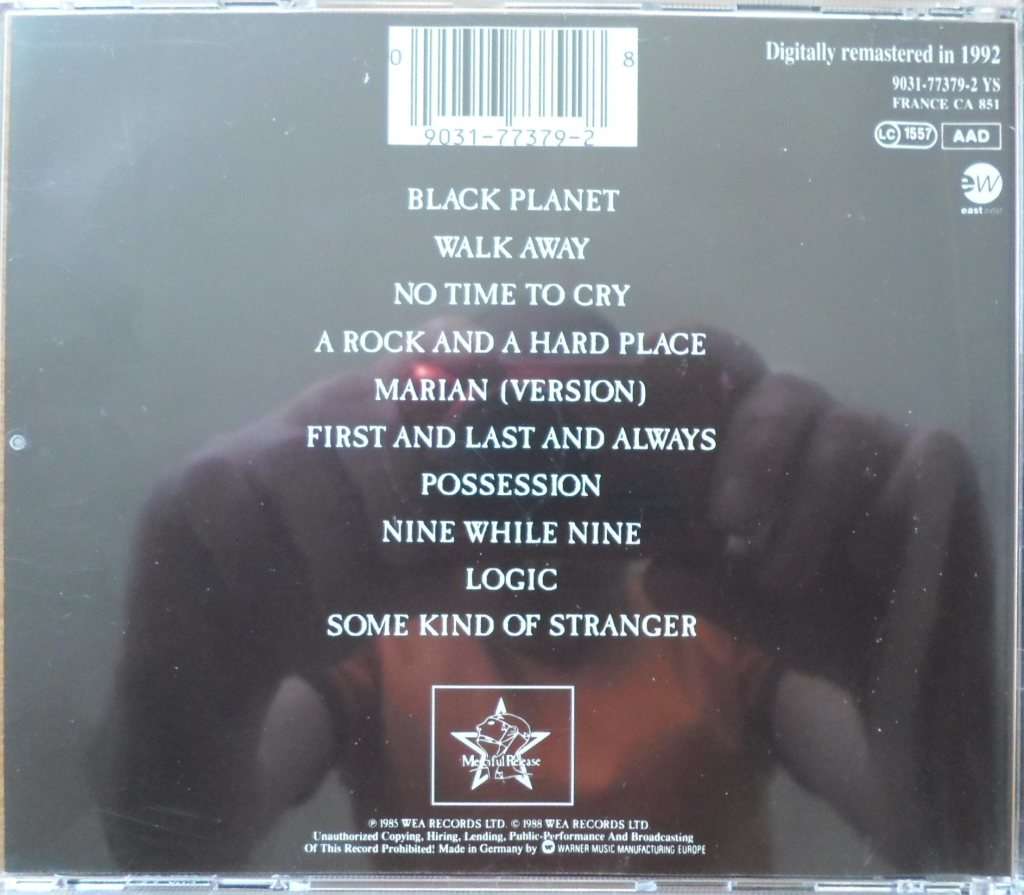 0 8
9031-77379-2
Digitally remastered in 1992
9031-77379-2 YS
FRANCE CA 851
LC 1557 AAD
ew
eastwest
BLACK PLANET
WALK AWAY
NO TIME TO CRY
A ROCK AND A HARD PLACE
MARIAN (VERSION)
FIRST AND LAST AND ALWAYS
POSSESSION
NINE WHILE NINE
LOGIC
SOME KIND OF STRANGER
Merciful Release
℗ 1985 WEA RECORDS LTD. © 1988 WEA RECORDS LTD
Unauthorized Copying, Hiring, Lending, Public-Performance And Broadcasting
Of This Record Prohibited! Made in Germany by WARNER MUSIC MANUFACTURING EUROPE